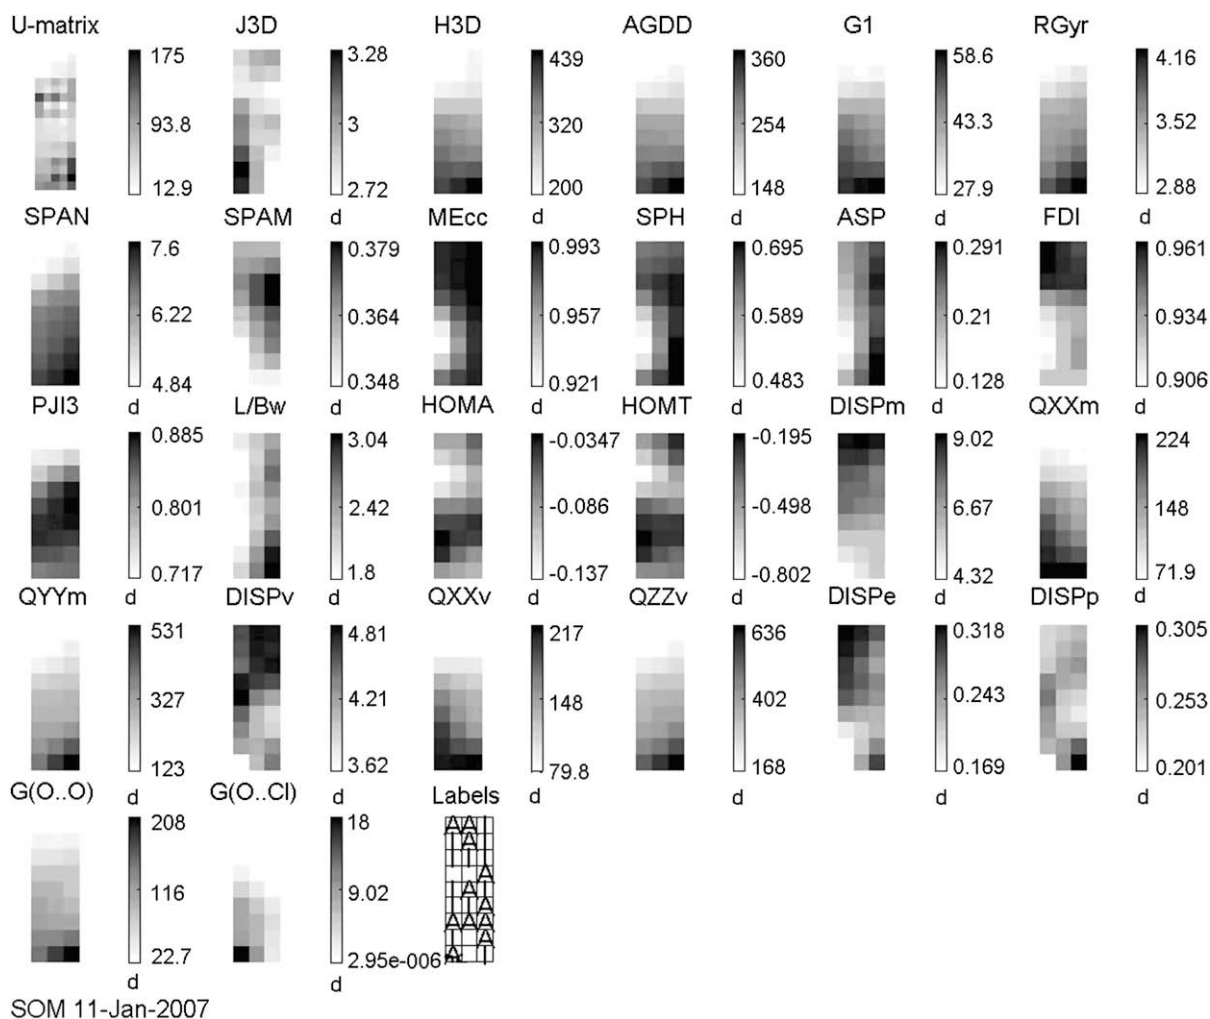 U-matrix J3D H3D AGDD G1 RGyr
175 3.28 439 360 58.6 4.16
93.8 3 320 254 43.3 3.52
12.9 2.72 200 148 27.9 2.88
SPAN SPAM d MEcc d SPH d ASP d FDI d
7.6 0.379 0.993 0.695 0.291 0.961
6.22 0.364 0.957 0.589 0.21 0.934
4.84 0.348 0.921 0.483 0.128 0.906
PJI3 d L/Bw d HOMA d HOMT d DISPm d QXXm d
0.885 3.04 -0.0347 -0.195 9.02 224
0.801 2.42 -0.086 -0.498 6.67 148
0.717 1.8 -0.137 -0.802 4.32 71.9
QYYm d DISPv d QXXv d QZZv d DISPe d DISPp d
531 4.81 217 636 0.318 0.305
327 4.21 148 402 0.243 0.253
123 3.62 79.8 168 0.169 0.201
G(O..O) d G(O..Cl) d Labels d d d d
208 18 A A I
A
I I
A
116 9.02 I A I
I I A
A A A
I A
22.7 2.95e-006 A I
d d
SOM 11-Jan-2007